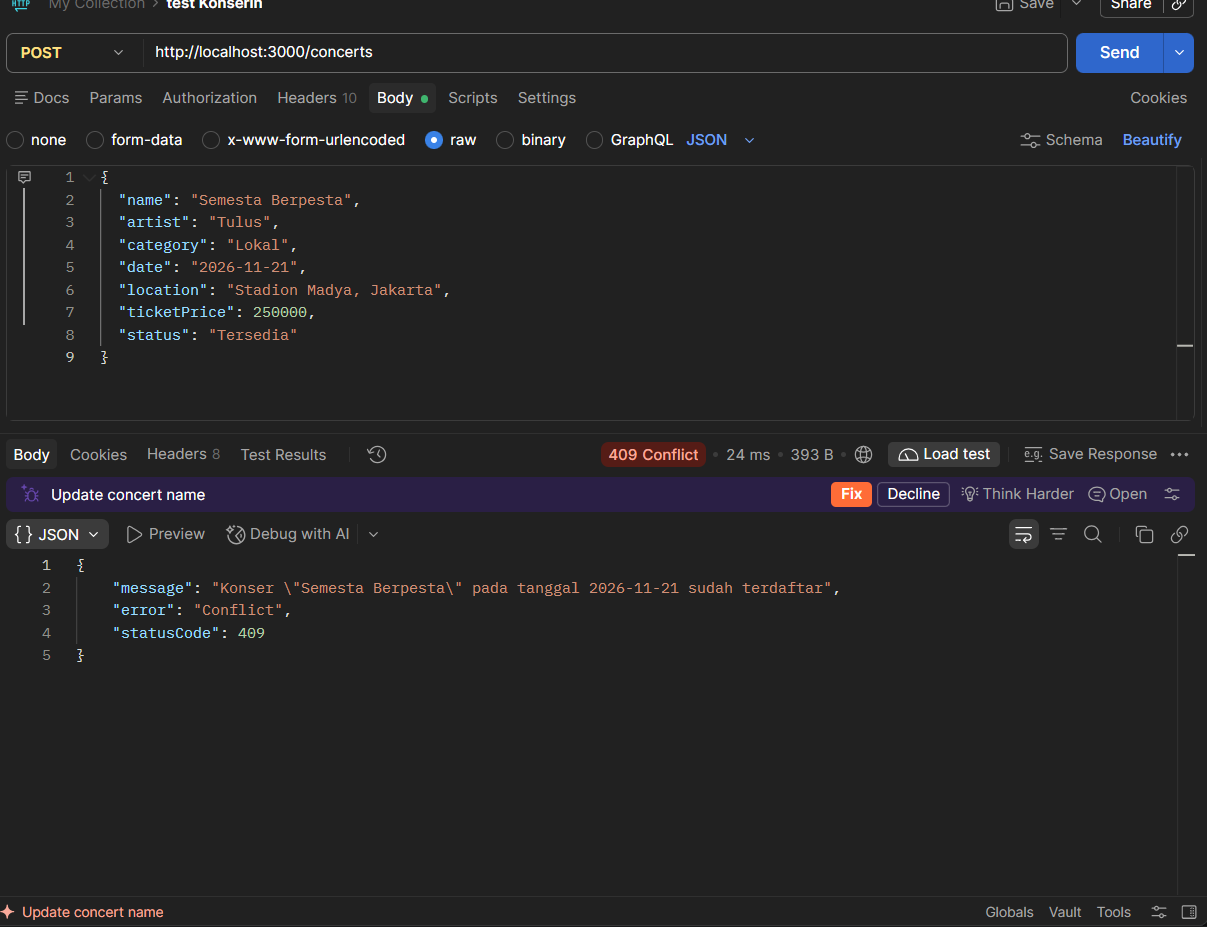 HTTP My Collection > test Konserin Save Share
POST http://localhost:3000/concerts Send
Docs Params Authorization Headers 10 Body Scripts Settings Cookies
none form-data x-www-form-urlencoded raw binary GraphQL JSON Schema Beautify
1 {
2 "name": "Semesta Berpesta",
3 "artist": "Tulus",
4 "category": "Lokal",
5 "date": "2026-11-21",
6 "location": "Stadion Madya, Jakarta",
7 "ticketPrice": 250000,
8 "status": "Tersedia"
9 }
Body Cookies Headers 8 Test Results 409 Conflict • 24 ms • 393 B • Load test e.g. Save Response
Update concert name Fix Decline Think Harder Open
{} JSON Preview Debug with AI
1 {
2 "message": "Konser \"Semesta Berpesta\" pada tanggal 2026-11-21 sudah terdaftar",
3 "error": "Conflict",
4 "statusCode": 409
5 }
Update concert name Globals Vault Tools